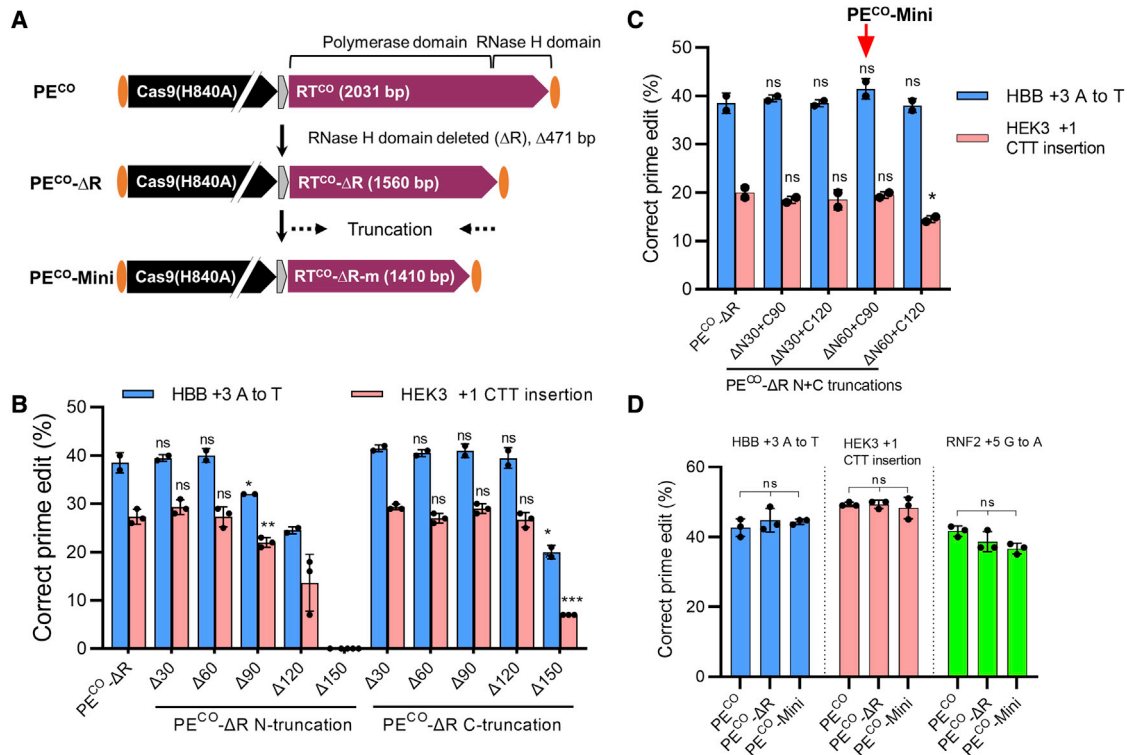 A
Polymerase domain RNase H domain
PE^CO Cas9(H840A) RT^CO (2031 bp)
RNase H domain deleted (ΔR), Δ471 bp
PE^CO-ΔR Cas9(H840A) RT^CO-ΔR (1560 bp)
Truncation
PE^CO-Mini Cas9(H840A) RT^CO-ΔR-m (1410 bp)
B
HBB +3 A to T HEK3 +1 CTT insertion
Correct prime edit (%)
50
40
30
20
10
0
ns ns ns ns * ** ns ns ns ns ns * ***
PE^CO-ΔR Δ30 Δ60 Δ90 Δ120 Δ150 Δ30 Δ60 Δ90 Δ120 Δ150
PE^CO-ΔR N-truncation PE^CO-ΔR C-truncation
C
PE^CO-Mini
Correct prime edit (%)
50
40
30
20
10
0
ns ns ns ns ns ns ns *
HBB +3 A to T
HEK3 +1
CTT insertion
PE^CO-ΔR ΔN30+C90 ΔN30+C120 ΔN60+C90 ΔN60+C120
PE^CO-ΔR N+C truncations
D
HBB +3 A to T HEK3 +1 RNF2 +5 G to A
CTT insertion
Correct prime edit (%)
60
40
20
0
ns ns ns
PE^CO PE^CO-ΔR PE^CO-Mini PE^CO PE^CO-ΔR PE^CO-Mini PE^CO PE^CO-ΔR PE^CO-Mini